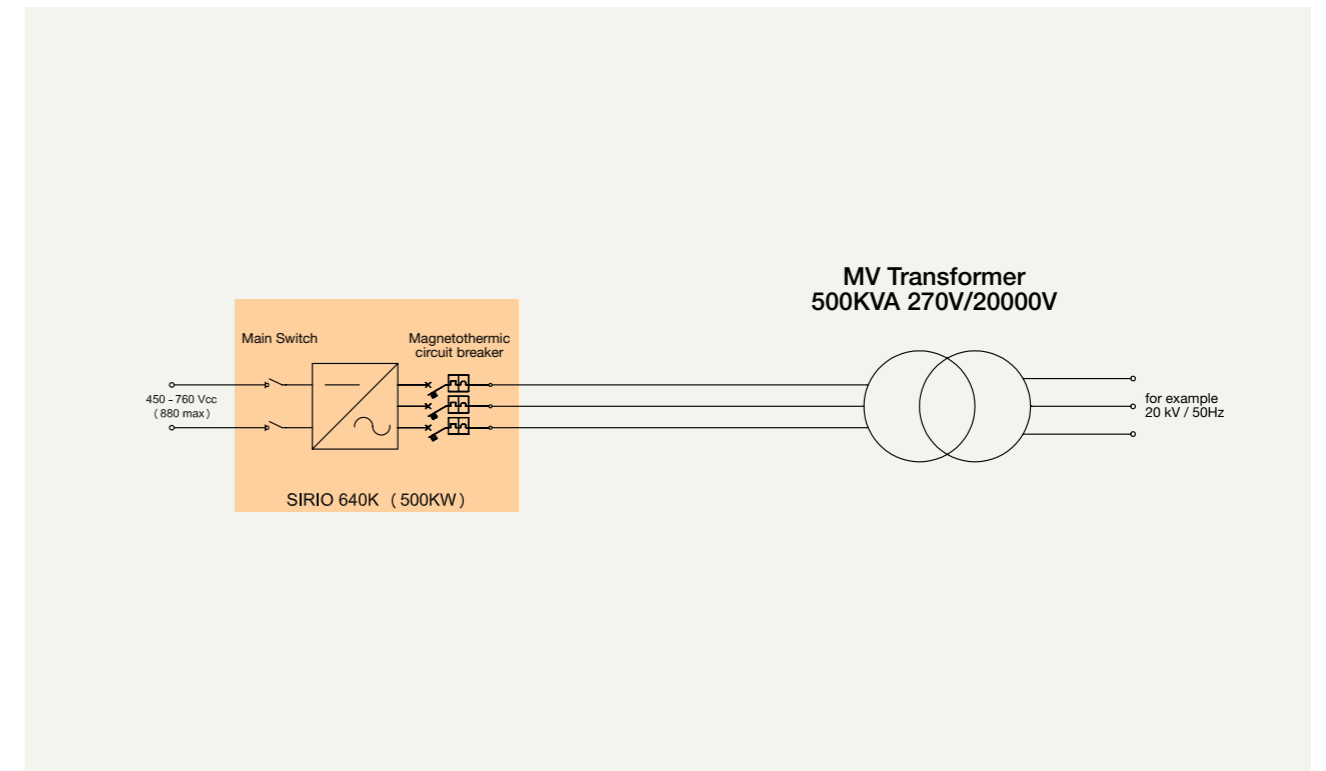 MV Transformer
500KVA 270V/20000V
Main Switch
Magnetothermic
circuit breaker
450 - 760 Vcc
( 880 max )
for example
20 kV / 50Hz
SIRIO 640K ( 500KW )